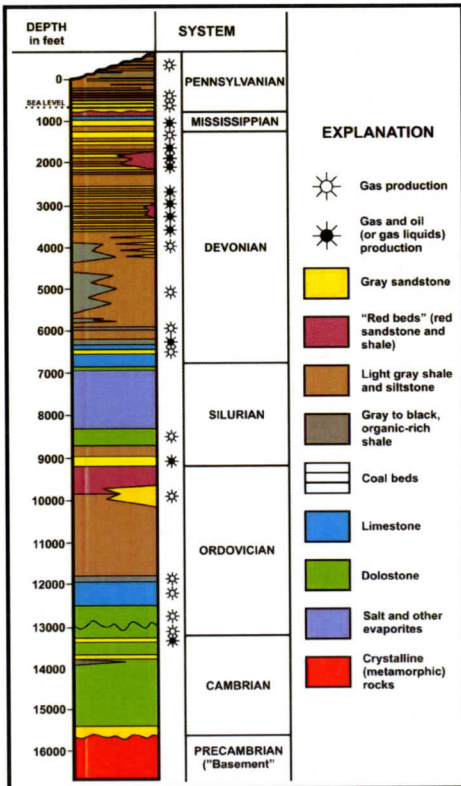 DEPTH
in feet
SYSTEM
0
SEA LEVEL
1000
2000
3000
4000
5000
6000
7000
8000
9000
10000
11000
12000
13000
14000
15000
16000
PENNSYLVANIAN
MISSISSIPPIAN
DEVONIAN
SILURIAN
ORDOVICIAN
CAMBRIAN
PRECAMBRIAN
("Basement"
EXPLANATION
Gas production
Gas and oil
(or gas liquids)
production
Gray sandstone
"Red beds" (red
sandstone and
shale)
Light gray shale
and siltstone
Gray to black,
organic-rich
shale
Coal beds
Limestone
Dolostone
Salt and other
evaporites
Crystalline
(metamorphic)
rocks